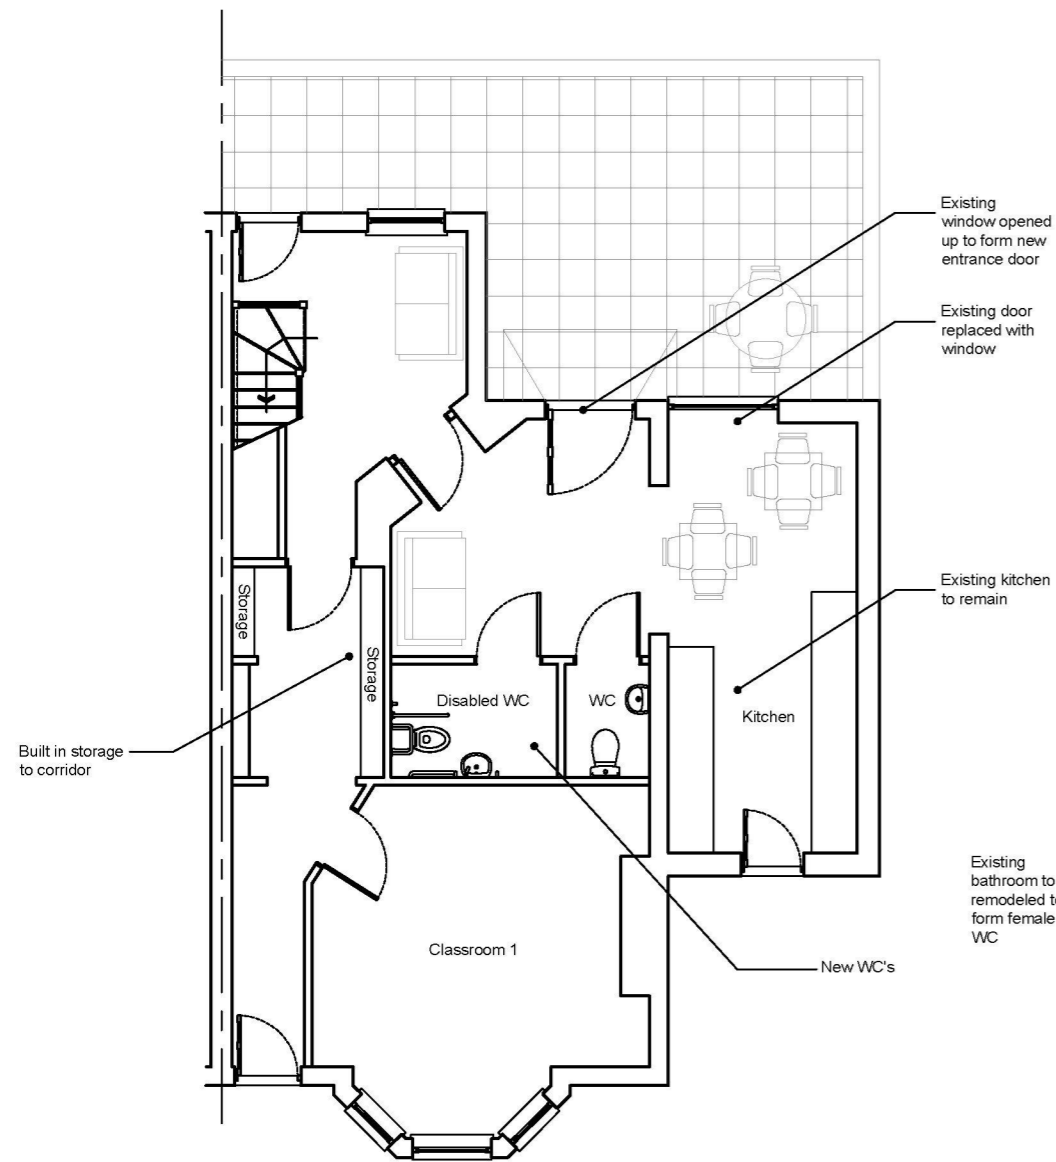 Existing
window opened
up to form new
entrance door
Existing door
replaced with
window
Storage
Existing kitchen
to remain
Storage
Disabled WC
WC
Kitchen
Built in storage
to corridor
Existing
bathroom to
remodeled to
form female
WC
Classroom 1
New WC's